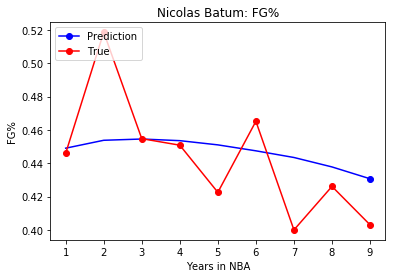 Nicolas Batum: FG%
Prediction
True
0.52
0.50
0.48
0.46
0.44
0.42
0.40
FG%
1 2 3 4 5 6 7 8 9
Years in NBA